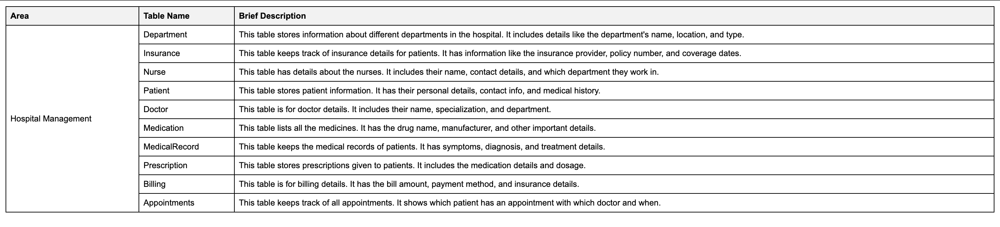 Area Table Name Brief Description
Department This table stores information about different departments in the hospital. It includes details like the department's name, location, and type.
Insurance This table keeps track of insurance details for patients. It has information like the insurance provider, policy number, and coverage dates.
Nurse This table has details about the nurses. It includes their name, contact details, and which department they work in.
Patient This table stores patient information. It has their personal details, contact info, and medical history.
Doctor This table is for doctor details. It includes their name, specialization, and department.
Hospital Management
Medication This table lists all the medicines. It has the drug name, manufacturer, and other important details.
MedicalRecord This table keeps the medical records of patients. It has symptoms, diagnosis, and treatment details.
Prescription This table stores prescriptions given to patients. It includes the medication details and dosage.
Billing This table is for billing details. It has the bill amount, payment method, and insurance details.
Appointments This table keeps track of all appointments. It shows which patient has an appointment with which doctor and when.